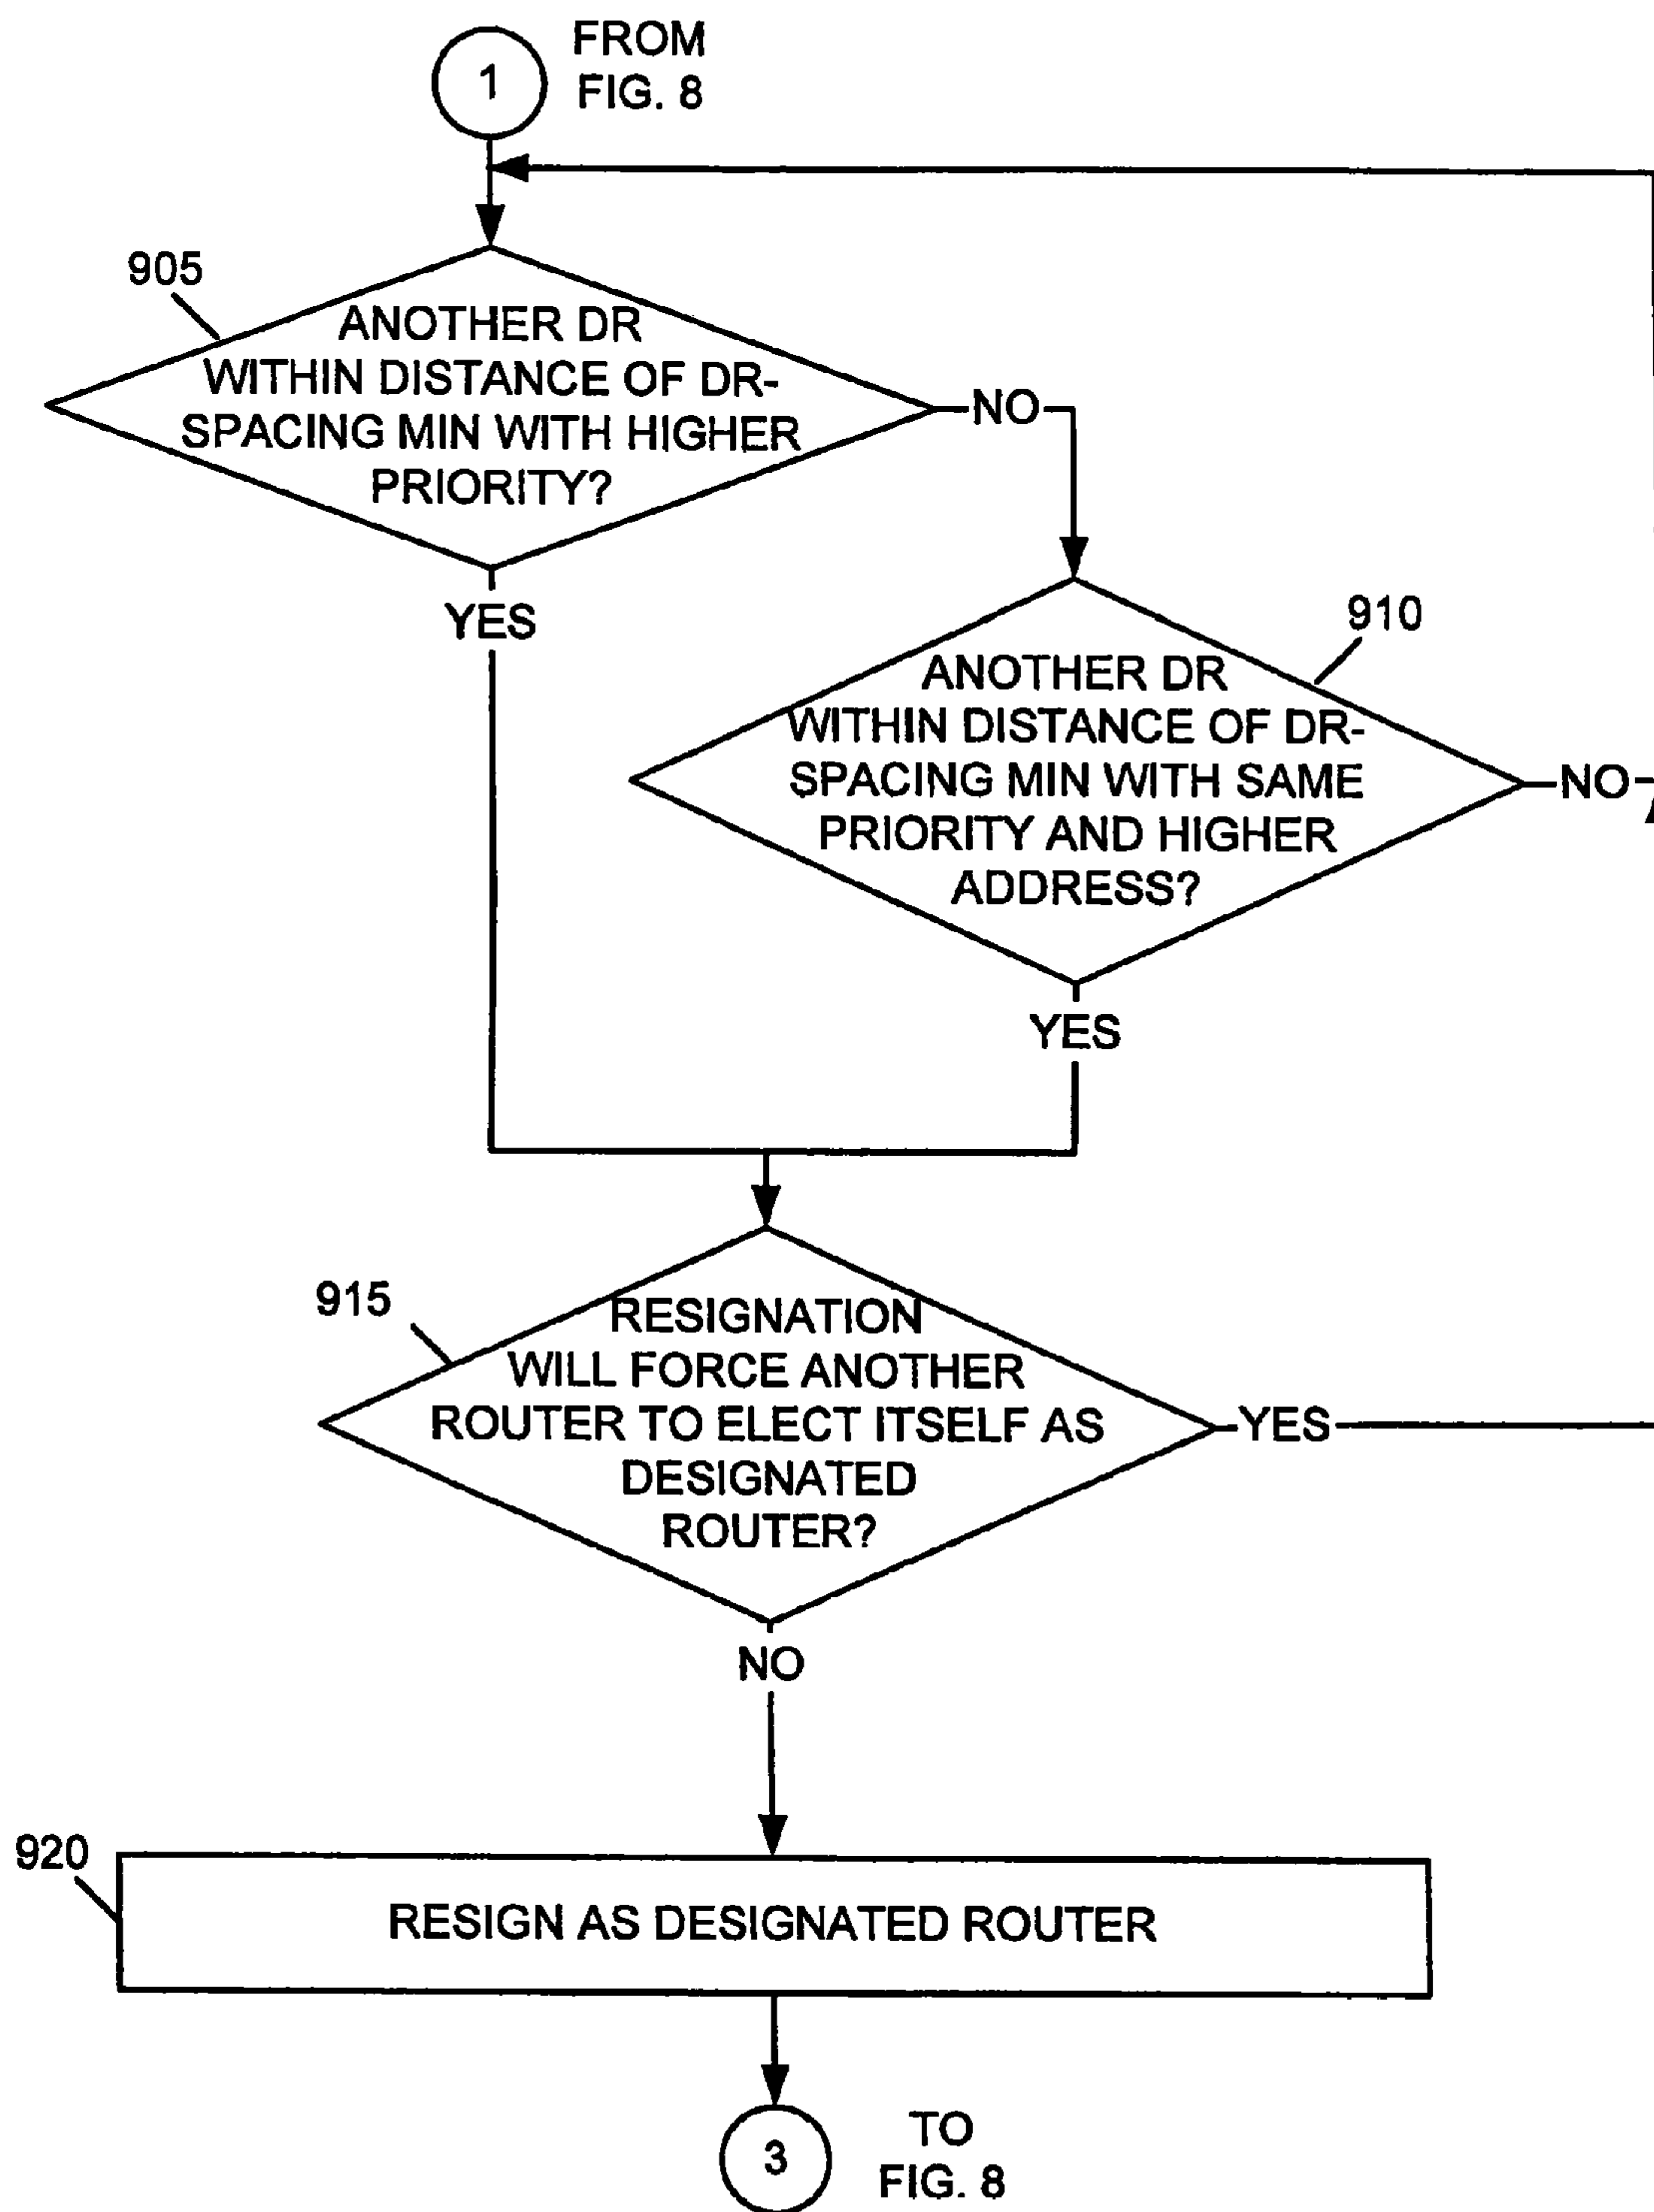 1
FROM
FIG. 8
905
ANOTHER DR
WITHIN DISTANCE OF DR-
SPACING MIN WITH HIGHER
PRIORITY?
NO
YES
910
ANOTHER DR
WITHIN DISTANCE OF DR-
SPACING MIN WITH SAME
PRIORITY AND HIGHER
ADDRESS?
NO
YES
915
RESIGNATION
WILL FORCE ANOTHER
ROUTER TO ELECT ITSELF AS
DESIGNATED
ROUTER?
YES
NO
920
RESIGN AS DESIGNATED ROUTER
3
TO
FIG. 8